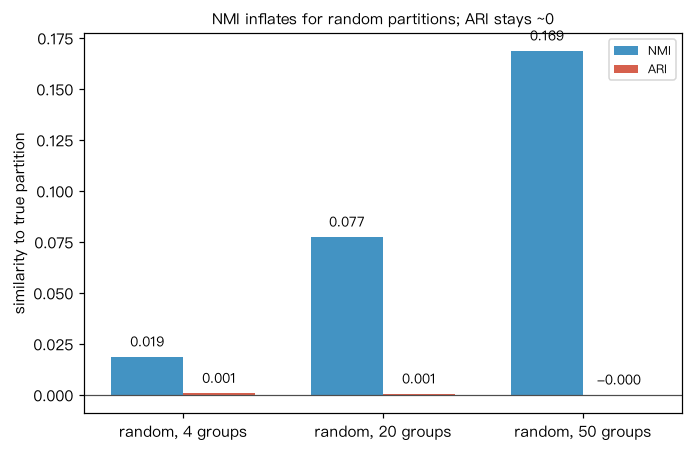 NMI inflates for random partitions; ARI stays ~0
0.175
0.150
0.125
0.100
0.075
0.050
0.025
0.000
similarity to true partition
0.019
0.001
0.077
0.001
0.169
−0.000
NMI
ARI
random, 4 groups
random, 20 groups
random, 50 groups